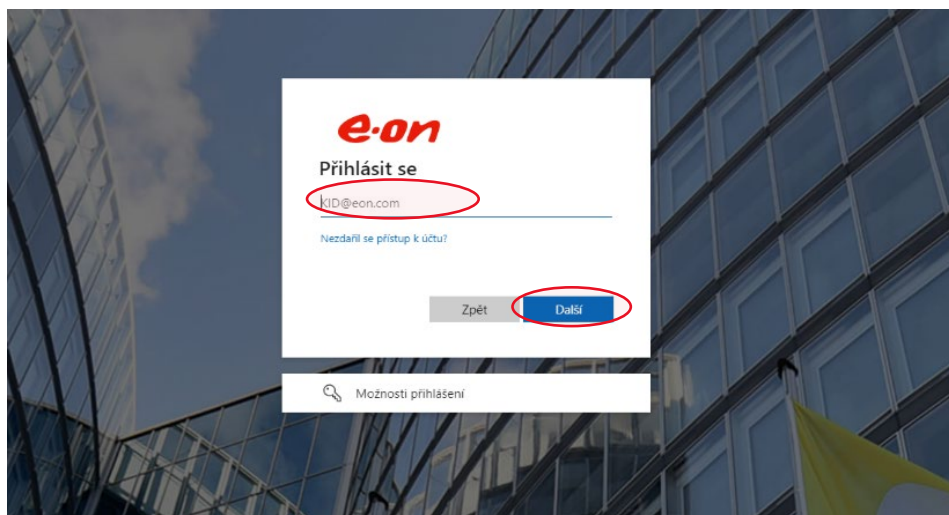 e·on
Přihlásit se
KID@eon.com
Nezdařil se přístup k účtu?
Zpět
Další
Možnosti přihlášení